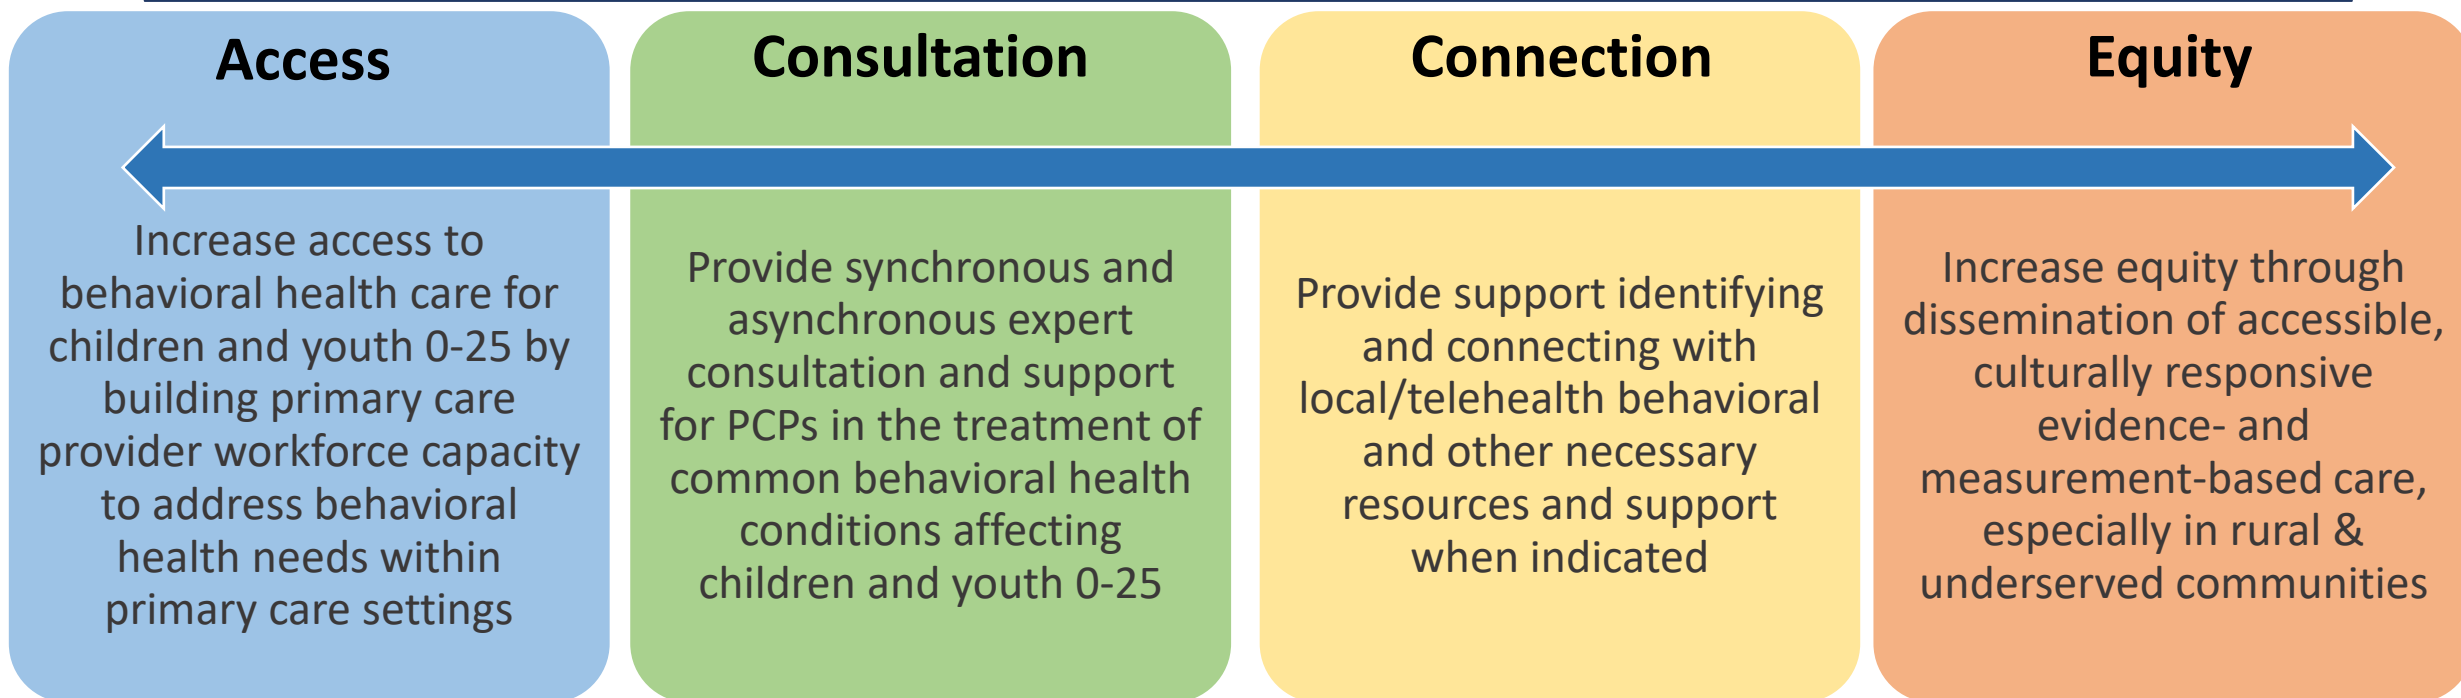 Access
Increase access to
behavioral health care for
children and youth 0-25 by
building primary care
provider workforce capacity
to address behavioral
health needs within
primary care settings
Consultation
Provide synchronous and
asynchronous expert
consultation and support
for PCPs in the treatment of
common behavioral health
conditions affecting
children and youth 0-25
Connection
Provide support identifying
and connecting with
local/telehealth behavioral
and other necessary
resources and support
when indicated
Equity
Increase equity through
dissemination of accessible,
culturally responsive
evidence- and
measurement-based care,
especially in rural &
underserved communities